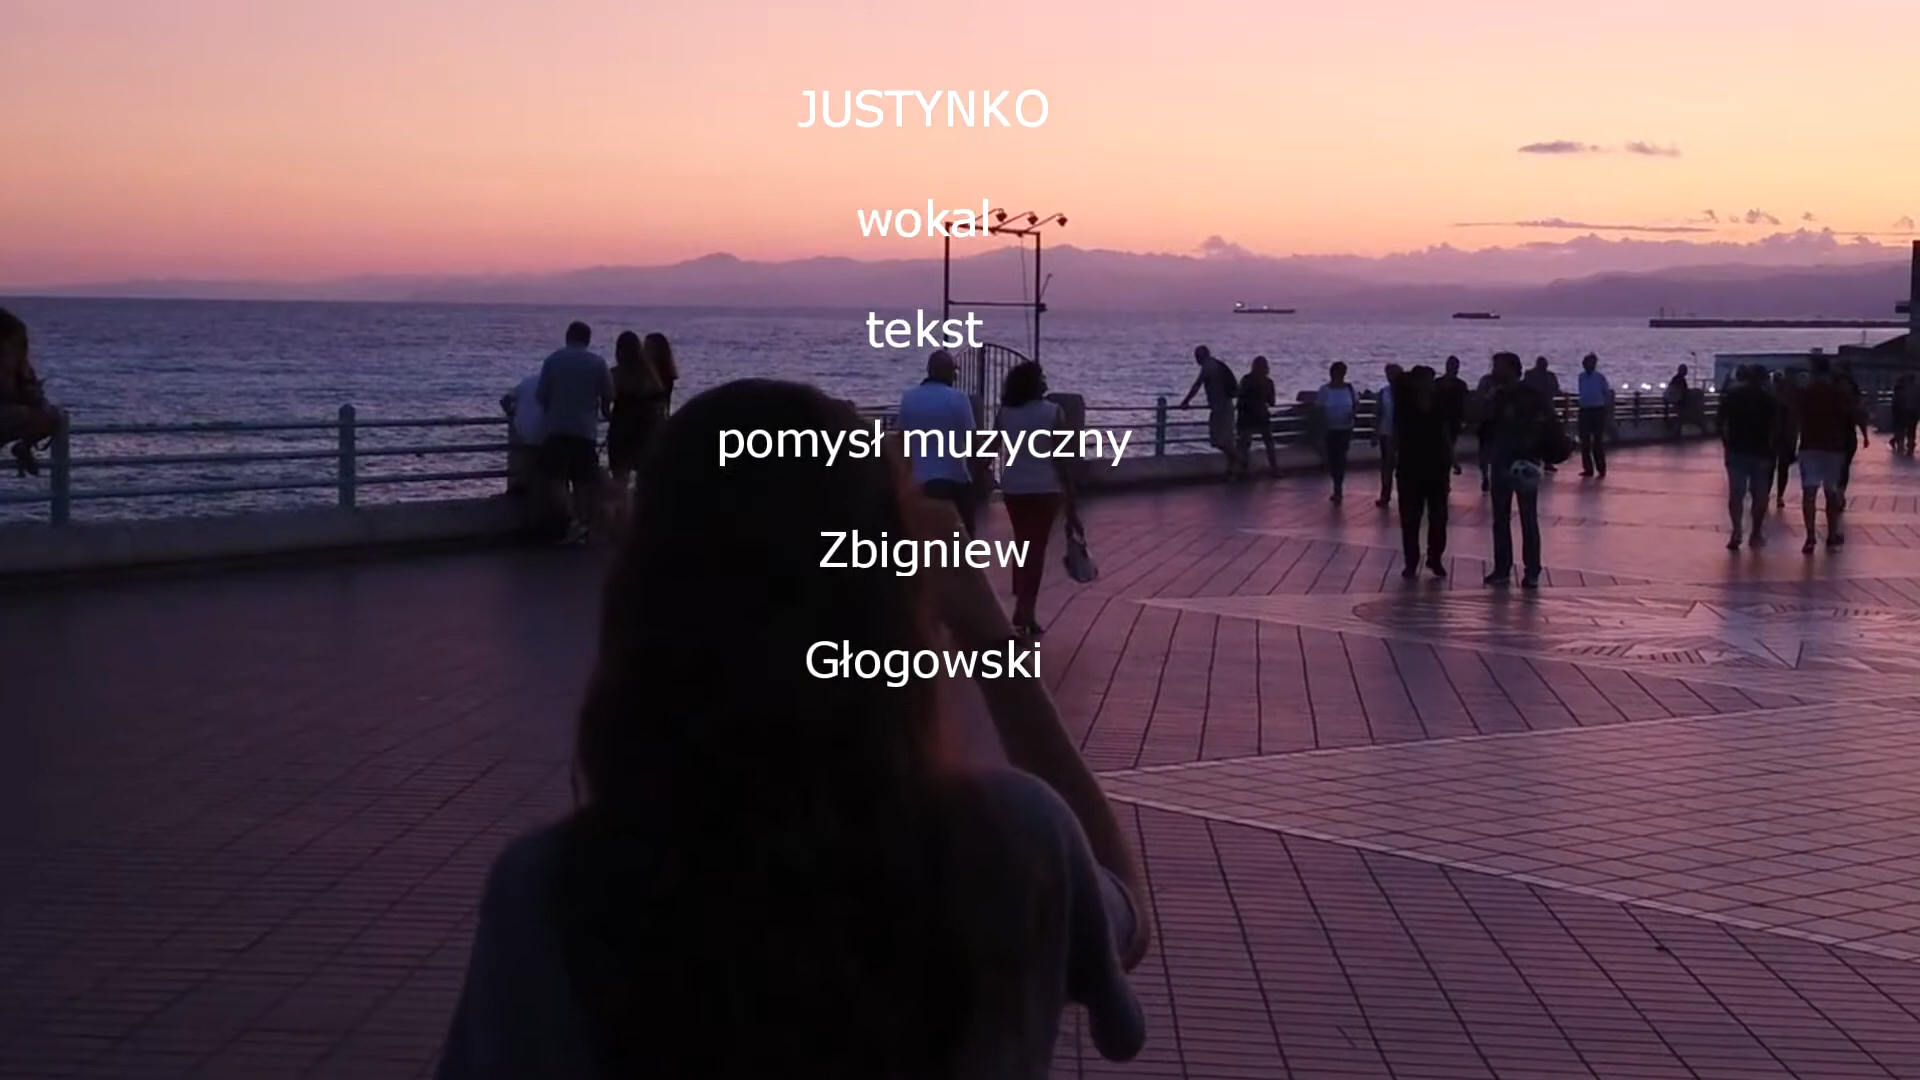 JUSTYNKO
wokal
tekst
pomysł muzyczny
Zbigniew
Głogowski